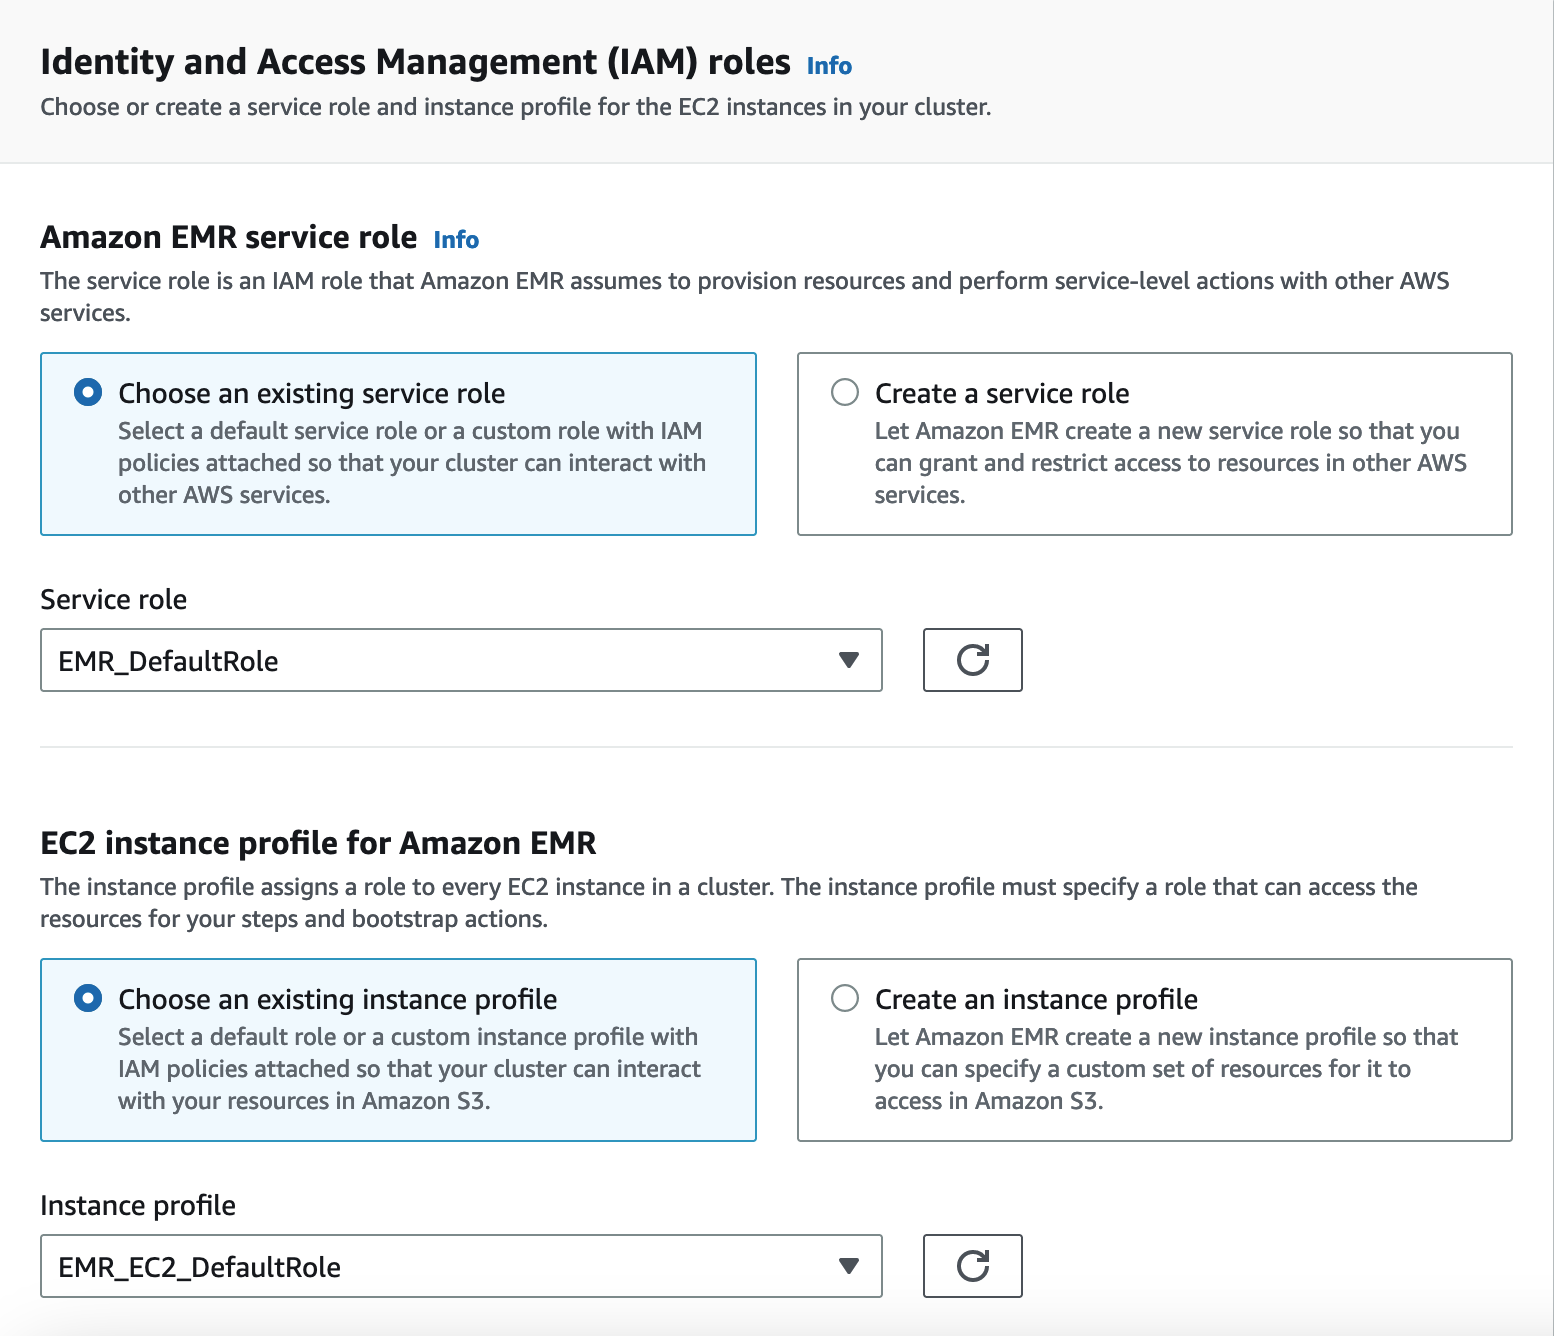 Identity and Access Management (IAM) roles Info
Choose or create a service role and instance profile for the EC2 instances in your cluster.
Amazon EMR service role Info
The service role is an IAM role that Amazon EMR assumes to provision resources and perform service-level actions with other AWS
services.
Choose an existing service role
Select a default service role or a custom role with IAM
policies attached so that your cluster can interact with
other AWS services.
Create a service role
Let Amazon EMR create a new service role so that you
can grant and restrict access to resources in other AWS
services.
Service role
EMR_DefaultRole
EC2 instance profile for Amazon EMR
The instance profile assigns a role to every EC2 instance in a cluster. The instance profile must specify a role that can access the
resources for your steps and bootstrap actions.
Choose an existing instance profile
Select a default role or a custom instance profile with
IAM policies attached so that your cluster can interact
with your resources in Amazon S3.
Create an instance profile
Let Amazon EMR create a new instance profile so that
you can specify a custom set of resources for it to
access in Amazon S3.
Instance profile
EMR_EC2_DefaultRole